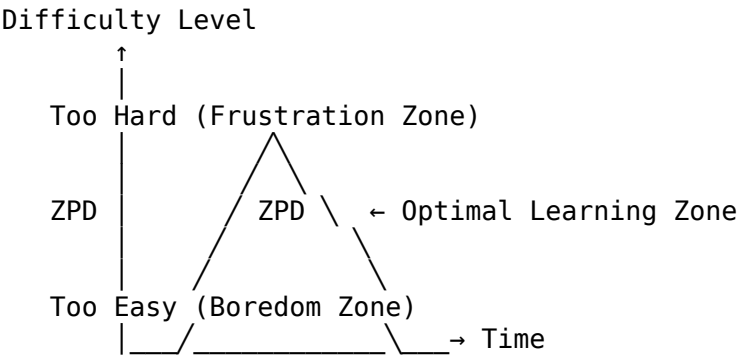 Difficulty Level
Too Hard (Frustration Zone)
ZPD ZPD ← Optimal Learning Zone
Too Easy (Boredom Zone)
→ Time